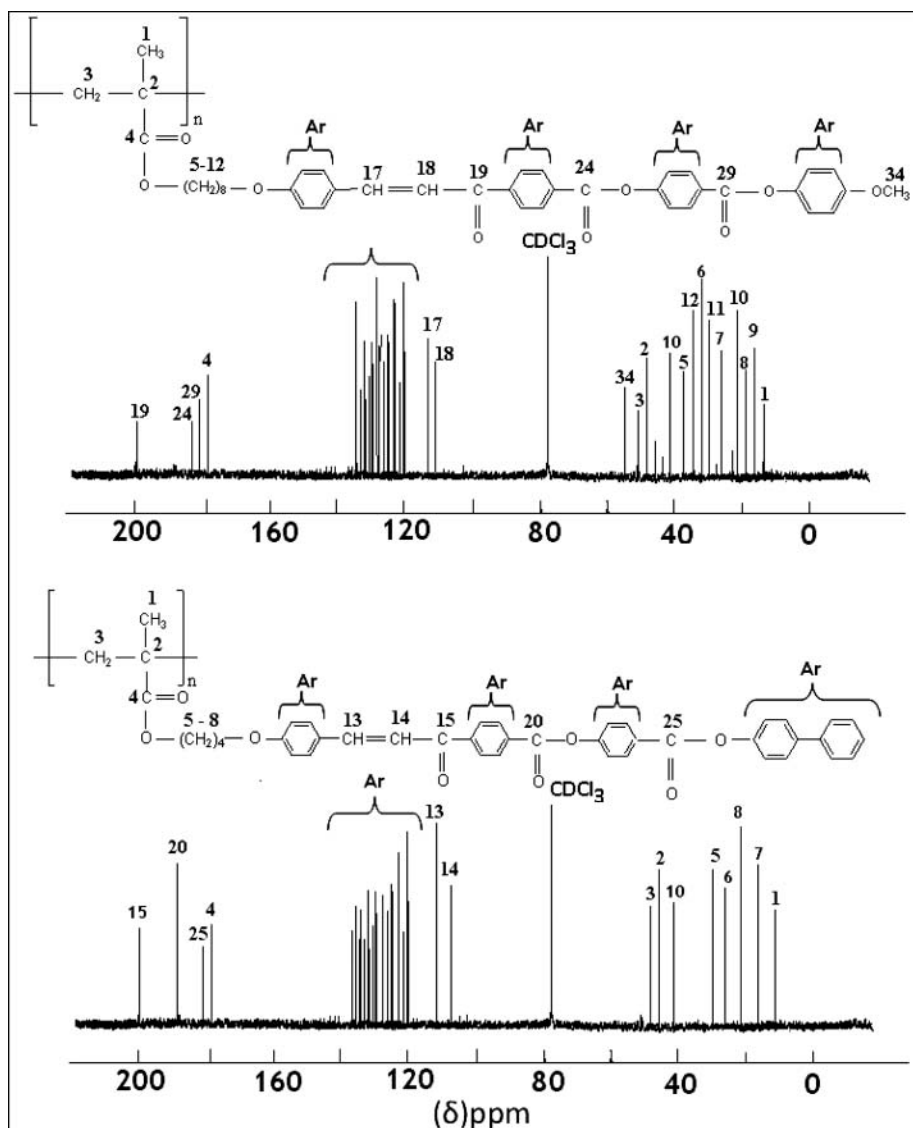 1
CH₃
3
2
CH₂ C
n
4 C=O
5-12
O (CH₂)₈ O
Ar Ar Ar Ar
17 18 19 24 29 34
O O OCH₃
O O O
CDCl₃
19 24 29 4 17 18 34 3 2 10 5 12 6 11 7 10 8 9 1
200 160 120 80 40 0
1
CH₃
3
2
CH₂ C
n
4 C=O
5 - 8
O (CH₂)₄ O
Ar Ar Ar Ar
13 14 15 20 25
O O
O O O
Ar
CDCl₃
15 20 25 4 13 14 3 2 10 5 6 8 7 1
200 160 120 80 40 0
(δ)ppm